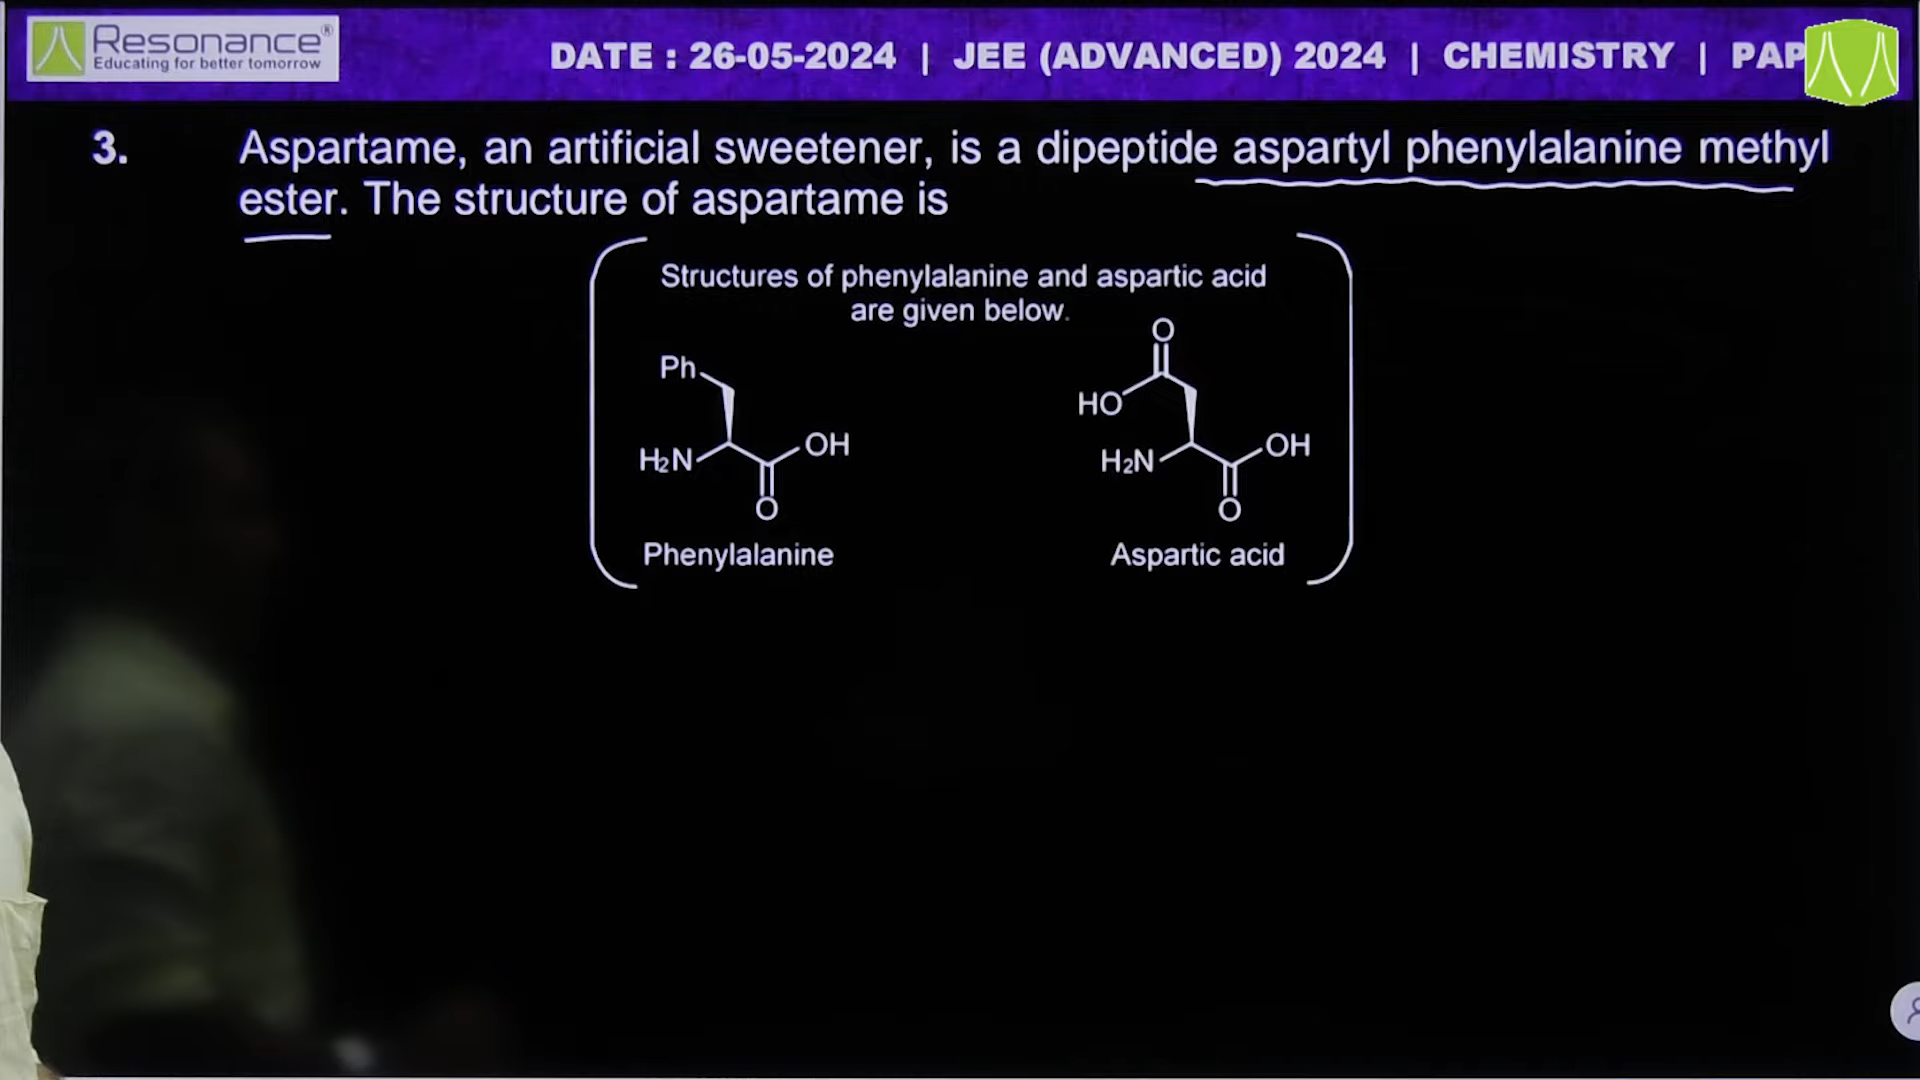 Resonance®
Educating for better tomorrow
DATE : 26-05-2024 | JEE (ADVANCED) 2024 | CHEMISTRY | PAP
3. Aspartame, an artificial sweetener, is a dipeptide aspartyl phenylalanine methyl
ester. The structure of aspartame is
Structures of phenylalanine and aspartic acid
are given below.
Ph
H₂N
OH
O
Phenylalanine
O
HO
H₂N
OH
O
Aspartic acid